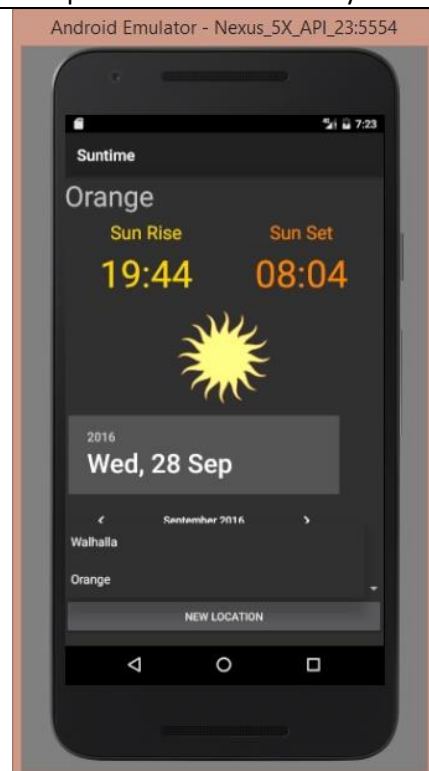 Android Emulator - Nexus_5X_API_23:5554
7:23
Suntime
Orange
Sun Rise Sun Set
19:44 08:04
2016
Wed, 28 Sep
September 2016
Walhalla
Orange
NEW LOCATION